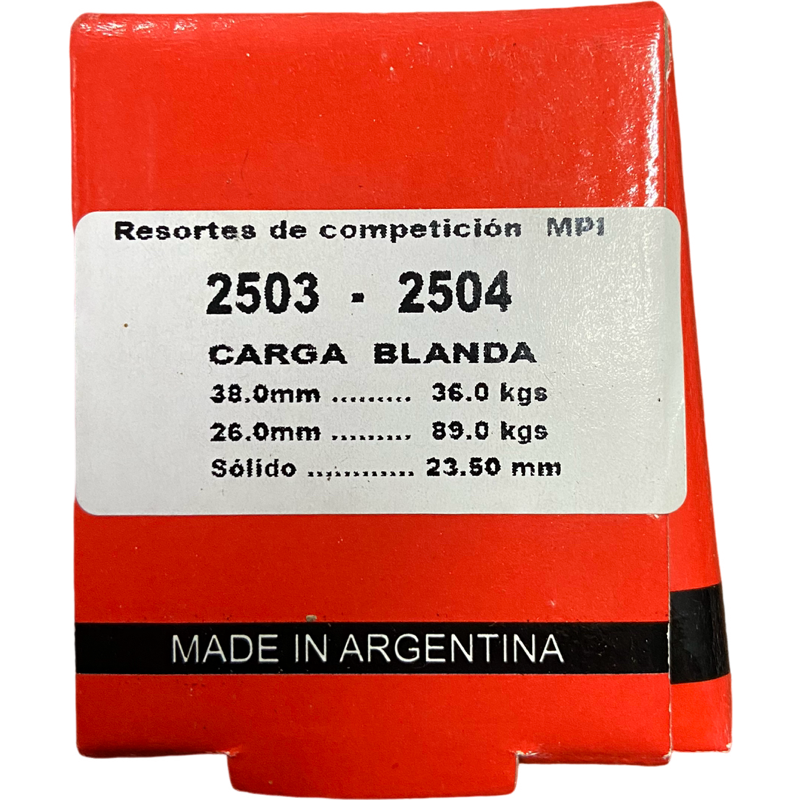 Resortes de competición MPI
2503 - 2504
CARGA BLANDA
38.0mm ......... 36.0 kgs
26.0mm ......... 89.0 kgs
Sólido ............ 23.50 mm
MADE IN ARGENTINA